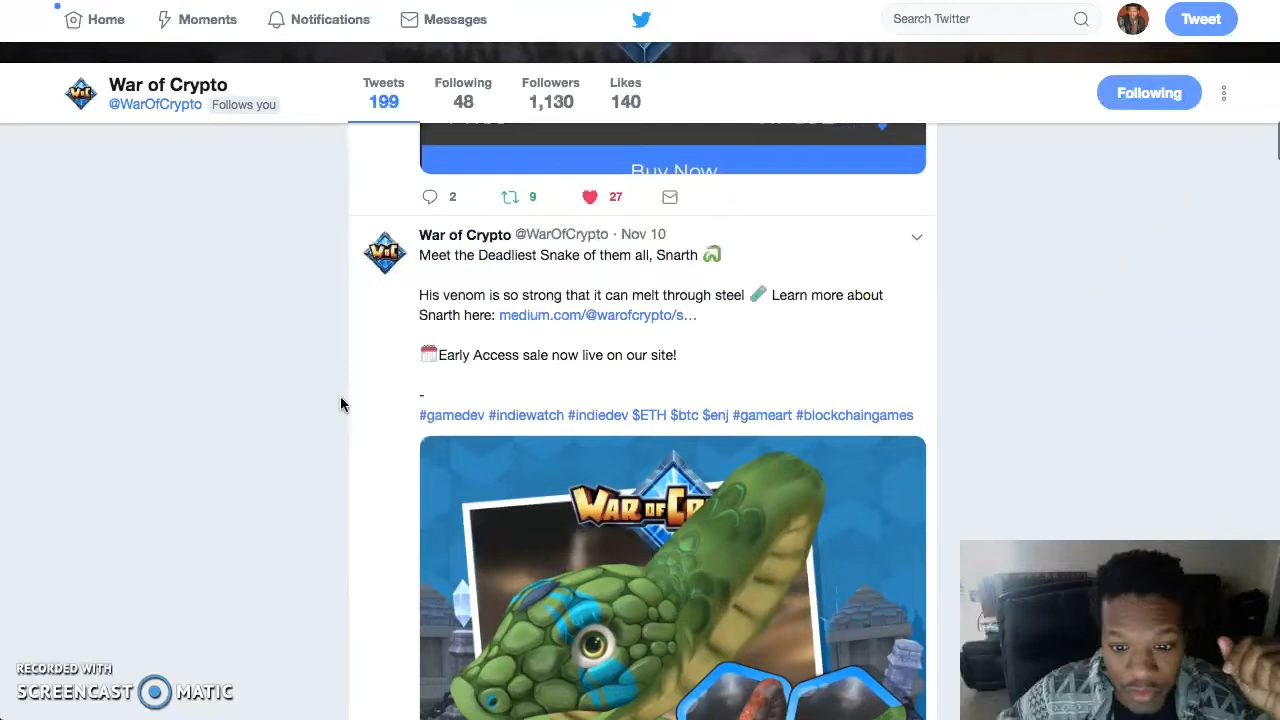 Home
Moments
Notifications
Messages
Search Twitter
Tweet
War of Crypto
@WarOfCrypto Follows you
Tweets
199
Following
48
Followers
1,130
Likes
140
Following
Buy Now
2
9
27
War of Crypto @WarOfCrypto · Nov 10
Meet the Deadliest Snake of them all, Snarth
His venom is so strong that it can melt through steel Learn more about
Snarth here: medium.com/@warofcrypto/s…
Early Access sale now live on our site!
-
#gamedev #indiewatch #indiedev $ETH $btc $enj #gameart #blockchaingames
WAR OF CR
RECORDED WITH
SCREENCAST MATIC